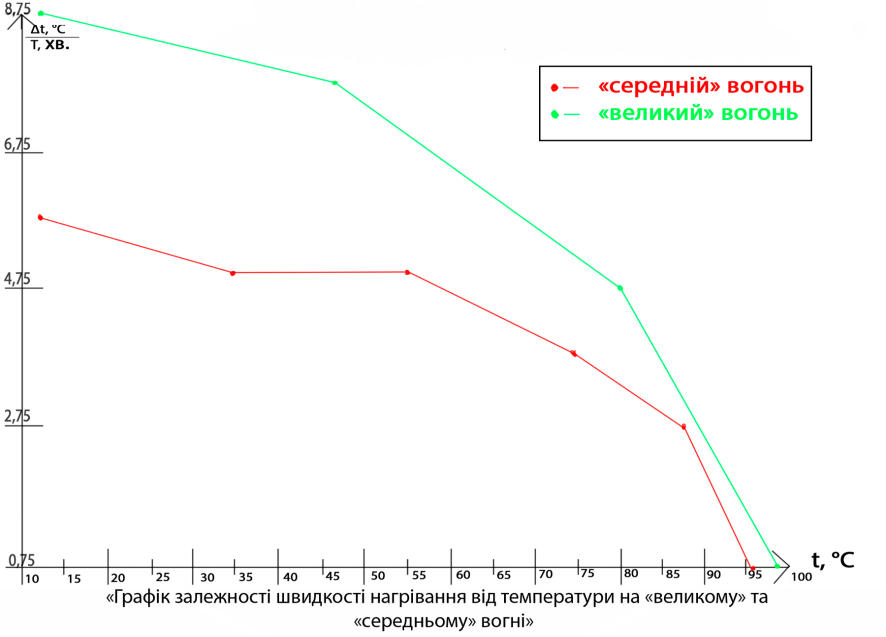 8,75
Δt, °C
T, хв.
«середній» вогонь
«великий» вогонь
6,75
4,75
2,75
0,75
t, °C
10 15 20 25 30 35 40 45 50 55 60 65 70 75 80 85 90 95 100
«Графік залежності швидкості нагрівання від температури на «великому» та
«середньому» вогні»